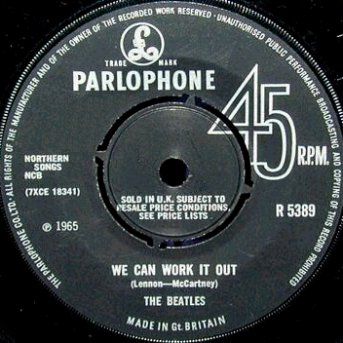 ALL RIGHTS OF THE MANUFACTURER AND OF THE OWNER OF THE RECORDED WORK RESERVED · UNAUTHORISED PUBLIC PERFORMANCE BROADCASTING AND COPYING OF THIS RECORD PROHIBITED
THE PARLOPHONE CO. LTD.
£
TRADE MARK
PARLOPHONE
45
R.P.M.
NORTHERN
SONGS
NCB
(7XCE 18341)
SOLD IN U.K. SUBJECT TO
RESALE PRICE CONDITIONS,
SEE PRICE LISTS
℗ 1965
R 5389
WE CAN WORK IT OUT
(Lennon—McCartney)
THE BEATLES
MADE IN Gt. BRITAIN